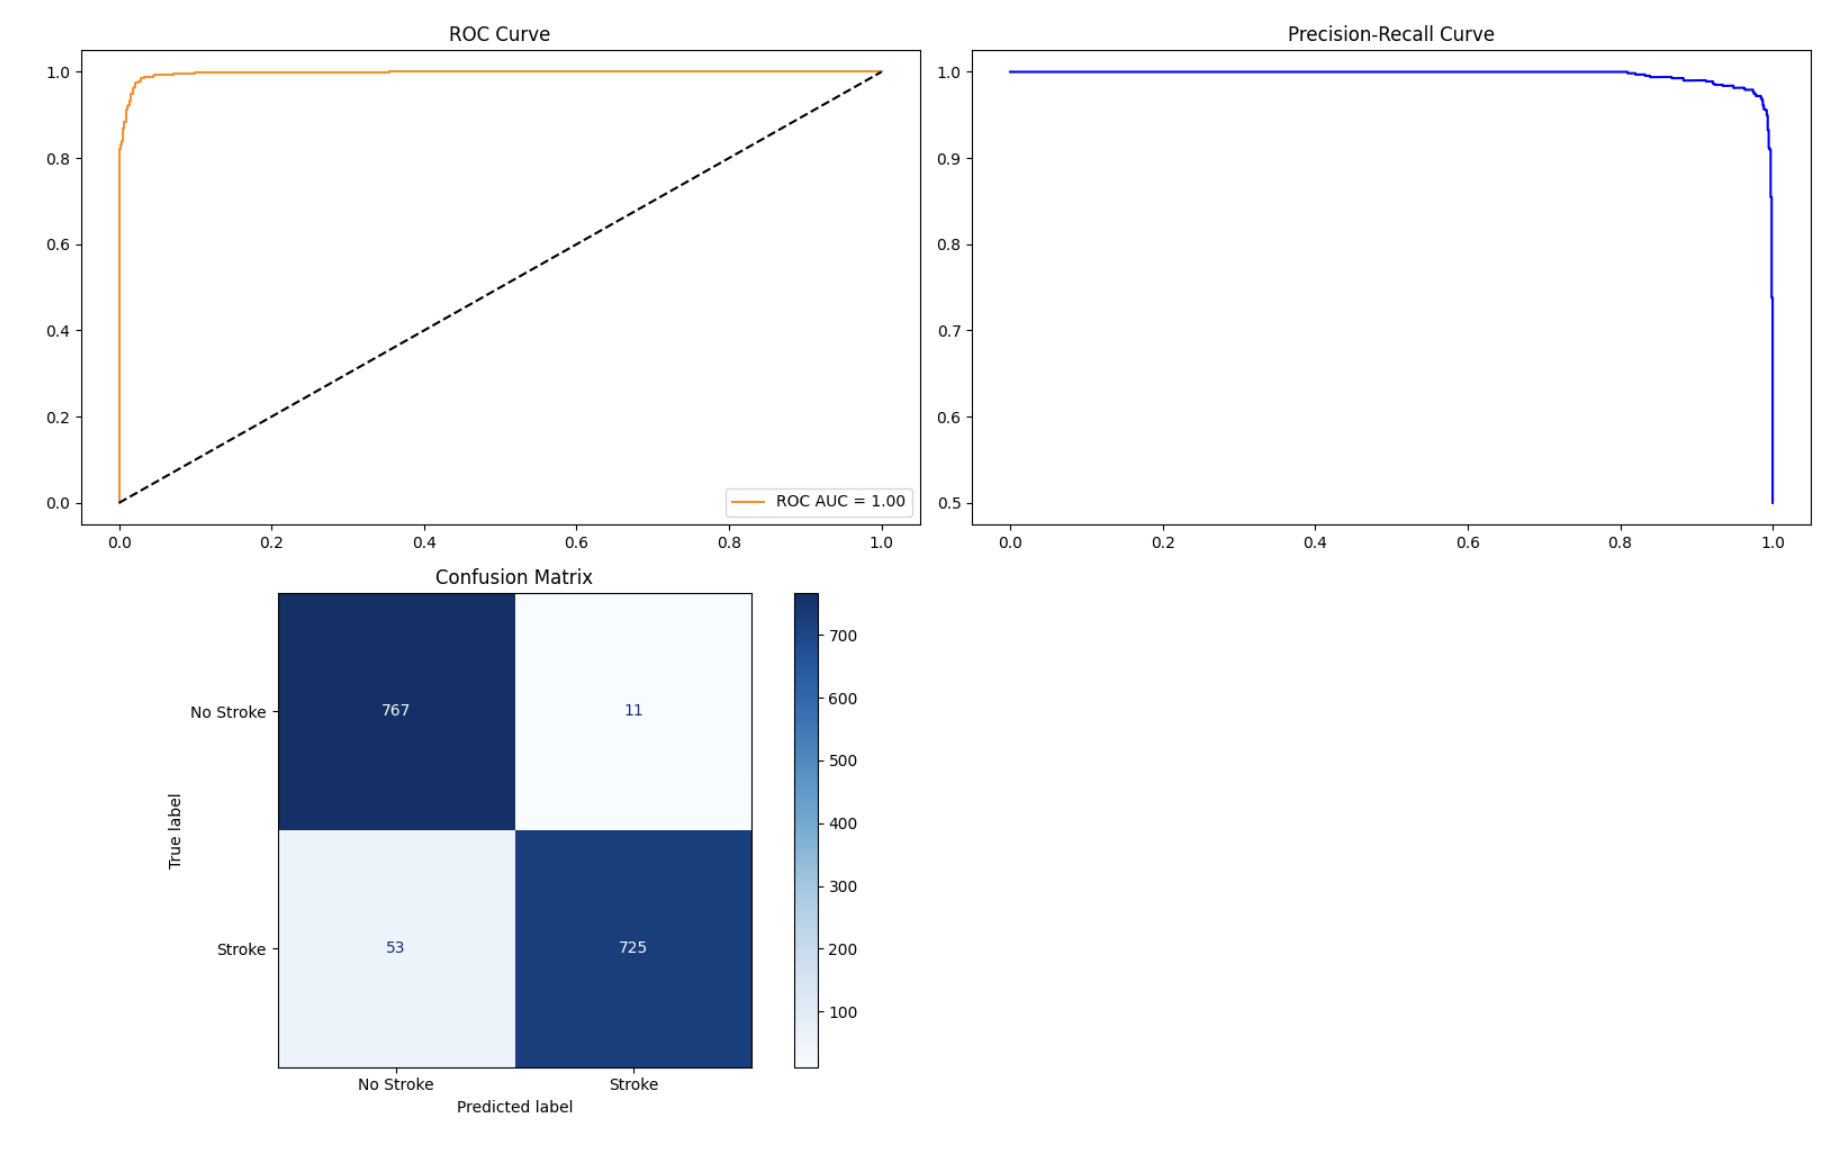 ROC Curve
1.0
0.8
0.6
0.4
0.2
0.0
ROC AUC = 1.00
0.0 0.2 0.4 0.6 0.8 1.0
Precision-Recall Curve
1.0
0.9
0.8
0.7
0.6
0.5
0.0 0.2 0.4 0.6 0.8 1.0
Confusion Matrix
True label
No Stroke
Stroke
767 11
53 725
No Stroke Stroke
Predicted label
700
600
500
400
300
200
100